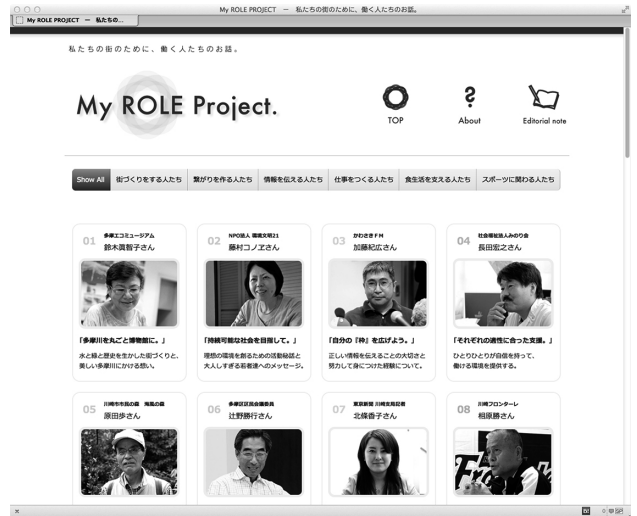 My ROLE PROJECT　ー　私たちの街のために、働く人たちのお話。
My ROLE PROJECT　ー　私たちの...
私たちの街のために、働く人たちのお話。
My ROLE Project.
TOP
About
Editorial note
Show All 街づくりをする人たち 繋がりを作る人たち 情報を伝える人たち 仕事をつくる人たち 食生活を支える人たち スポーツに関わる人たち
01
多摩エコミュージアム
鈴木眞智子さん
「多摩川を丸ごと博物館に。」
水と緑と歴史を生かした街づくりと、
美しい多摩川にかける想い。
02
NPO法人 環境文明21
藤村コノヱさん
「持続可能な社会を目指して。」
理想の環境を創るための活動秘話と
大人しすぎる若者達へのメッセージ。
03
かわさきＦＭ
加藤紀広さん
「自分の『枠』を広げよう。」
正しい情報を伝えることの大切さと
努力して身につけた経験について。
04
社会福祉法人みのり会
長田宏之さん
「それぞれの適性に合った支援。」
ひとりひとりが自信を持って、
働ける環境を提供する。
05
川崎市市民の森 海風の森
原田歩さん
06
多摩区区民会議委員
辻野勝行さん
07
東京新聞 川崎支局記者
北條香子さん
08
川崎フロンターレ
相原勝さん